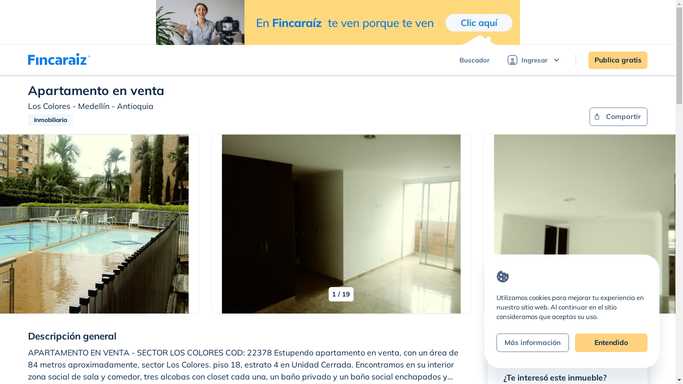 En Fincaraíz te ven porque te ven
Clic aquí
Fincaraiz
Buscador
Ingresar
Publica gratis
Apartamento en venta
Los Colores - Medellín - Antioquia
Inmobiliaria
Compartir
1 / 19
Utilizamos cookies para mejorar tu experiencia en
nuestro sitio web. Al continuar en el sitio
consideramos que aceptas su uso.
Más información
Entendido
Descripción general
APARTAMENTO EN VENTA - SECTOR LOS COLORES COD: 22378 Estupendo apartamento en venta, con un área de
84 metros aproximadamente, sector Los Colores. piso 18, estrato 4 en Unidad Cerrada. Encontramos en su interior
zona social de sala y comedor, tres alcobas con closet cada una, un baño privado y un baño social enchapados y...
¿Te interesó este inmueble?